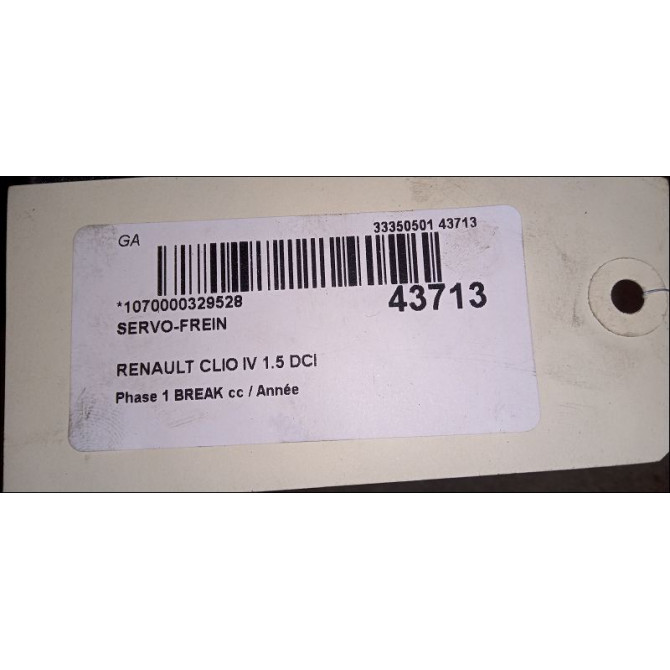 GA
33350501 43713
*1070000329528
43713
SERVO-FREIN
RENAULT CLIO IV 1.5 DCI
Phase 1 BREAK cc / Année